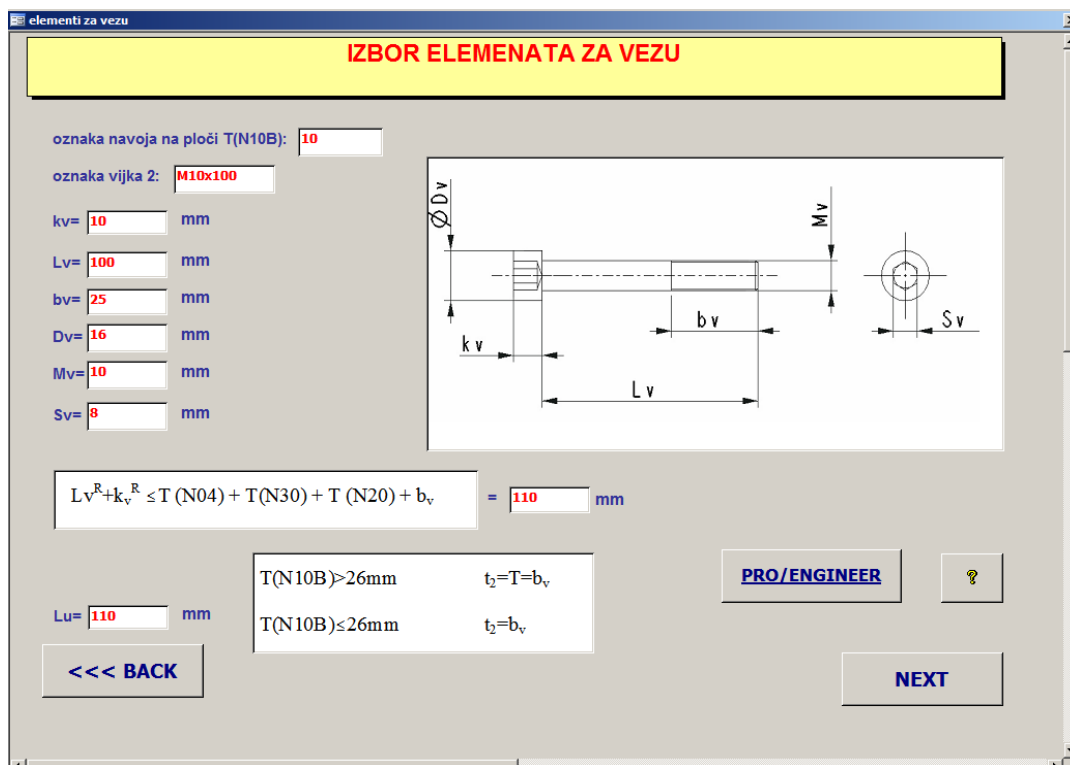 elementi za vezu
IZBOR ELEMENATA ZA VEZU
oznaka navoja na ploči T(N10B): 10
oznaka vijka 2: M10x100
kv= 10 mm
Lv= 100 mm
bv= 25 mm
Dv= 16 mm
Mv= 10 mm
Sv= 8 mm
ØDv
Mv
bv
Sv
kv
Lv
Lvᴿ+kᵥᴿ ≤ T (N04) + T(N30) + T (N20) + bᵥ = 110 mm
T(N10B)>26mm t₂=T=bᵥ
T(N10B)≤26mm t₂=bᵥ
PRO/ENGINEER
?
Lu= 110 mm
<<< BACK
NEXT